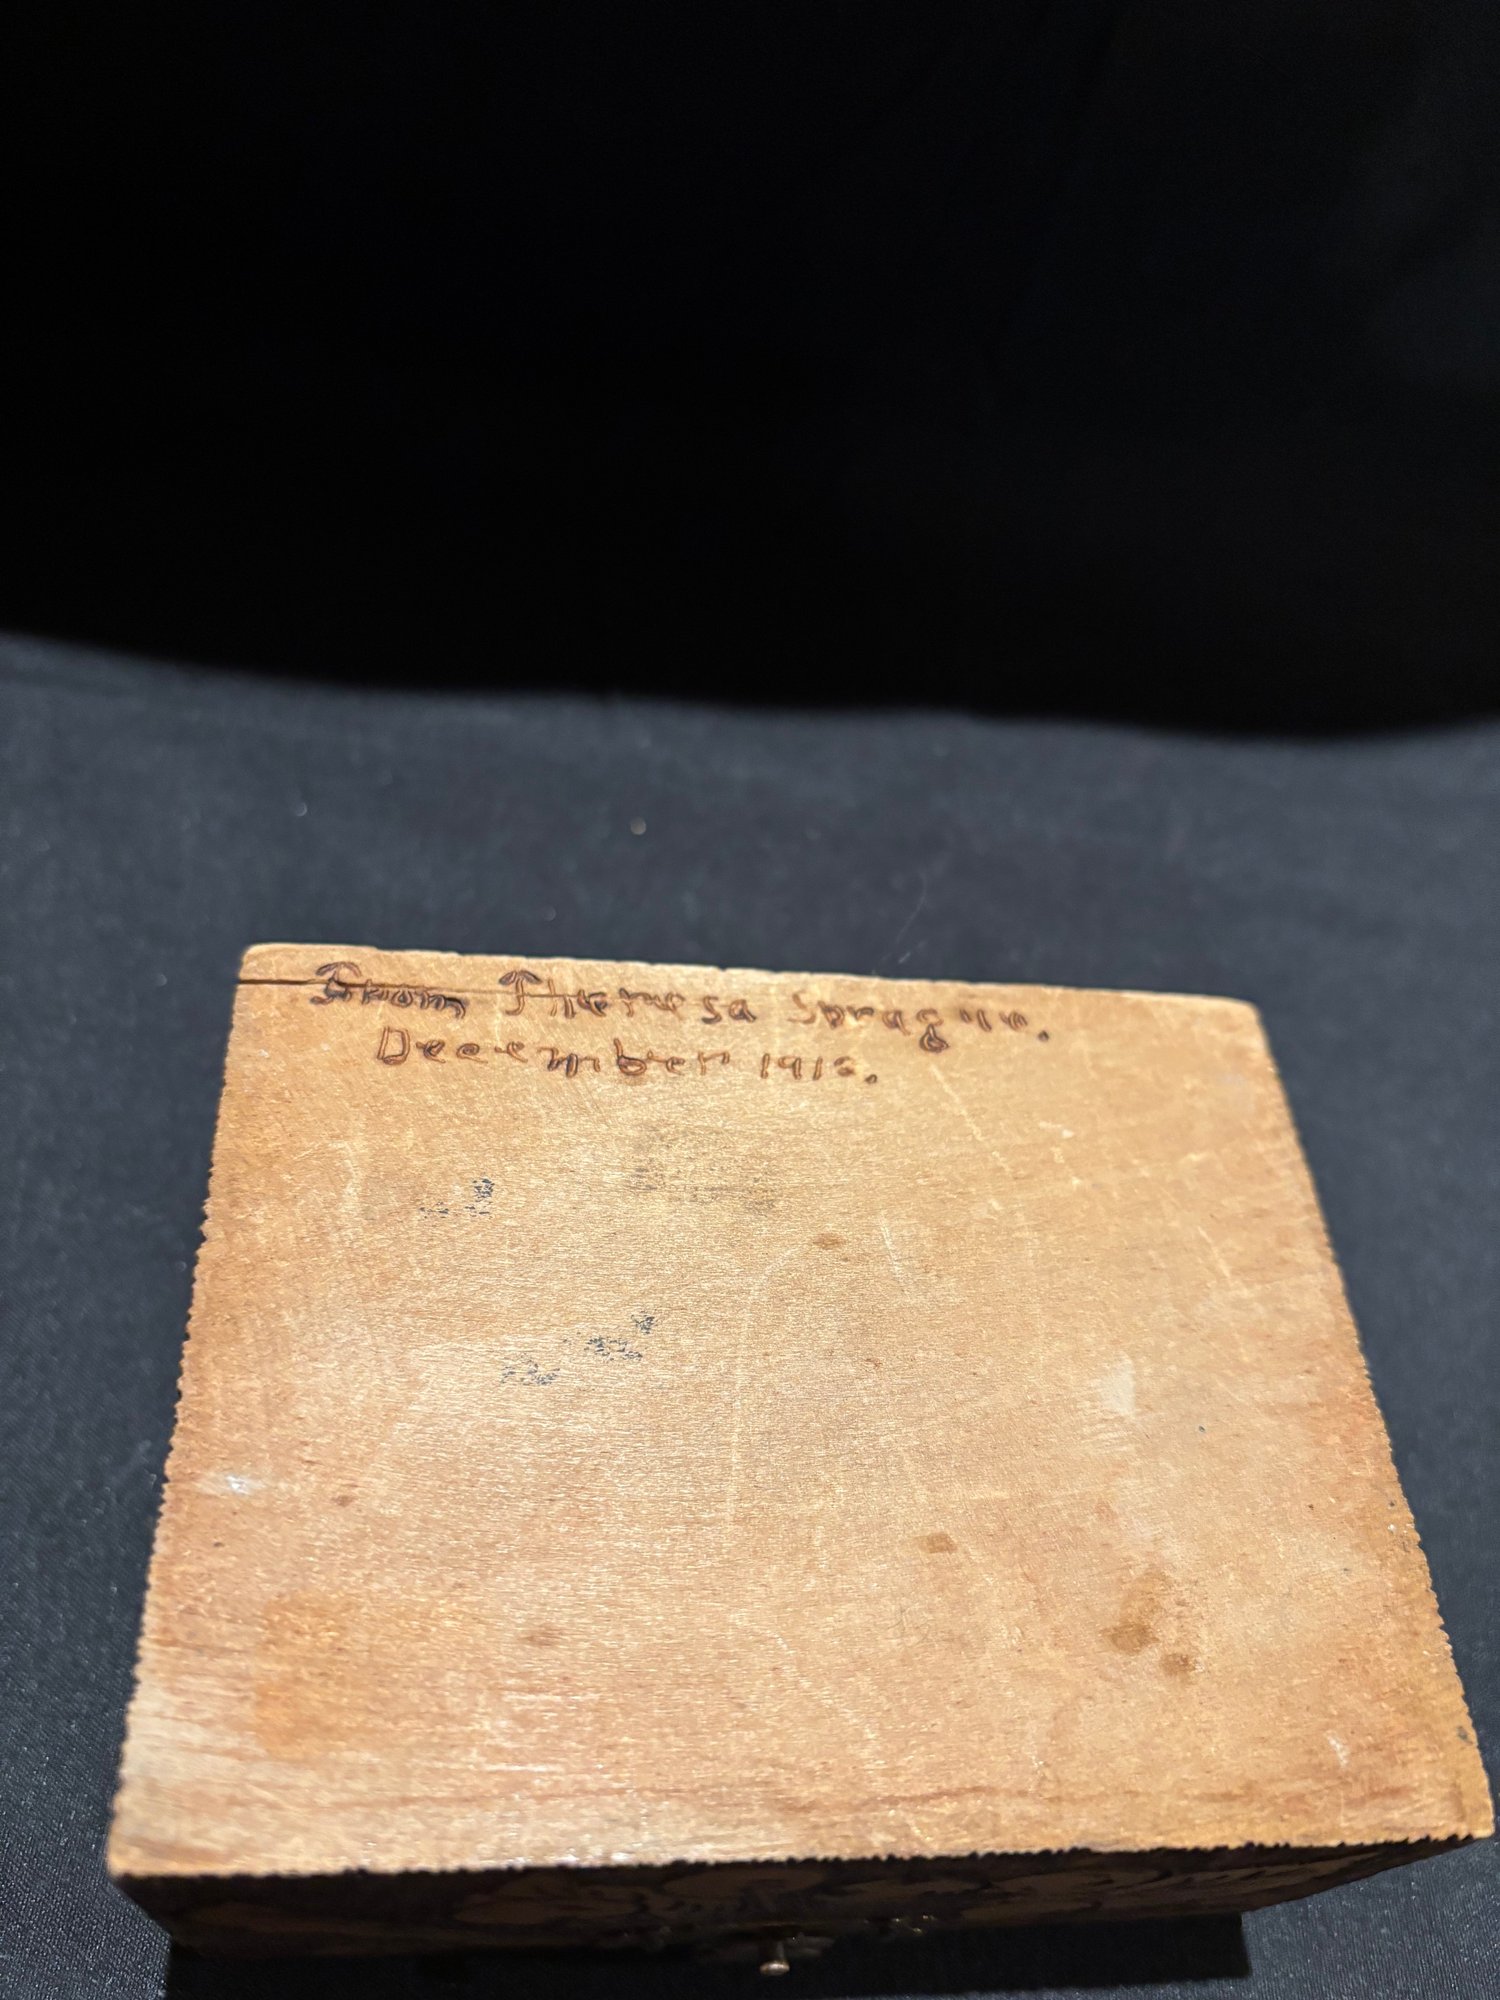 From Theresa Sprague.
December 1915.